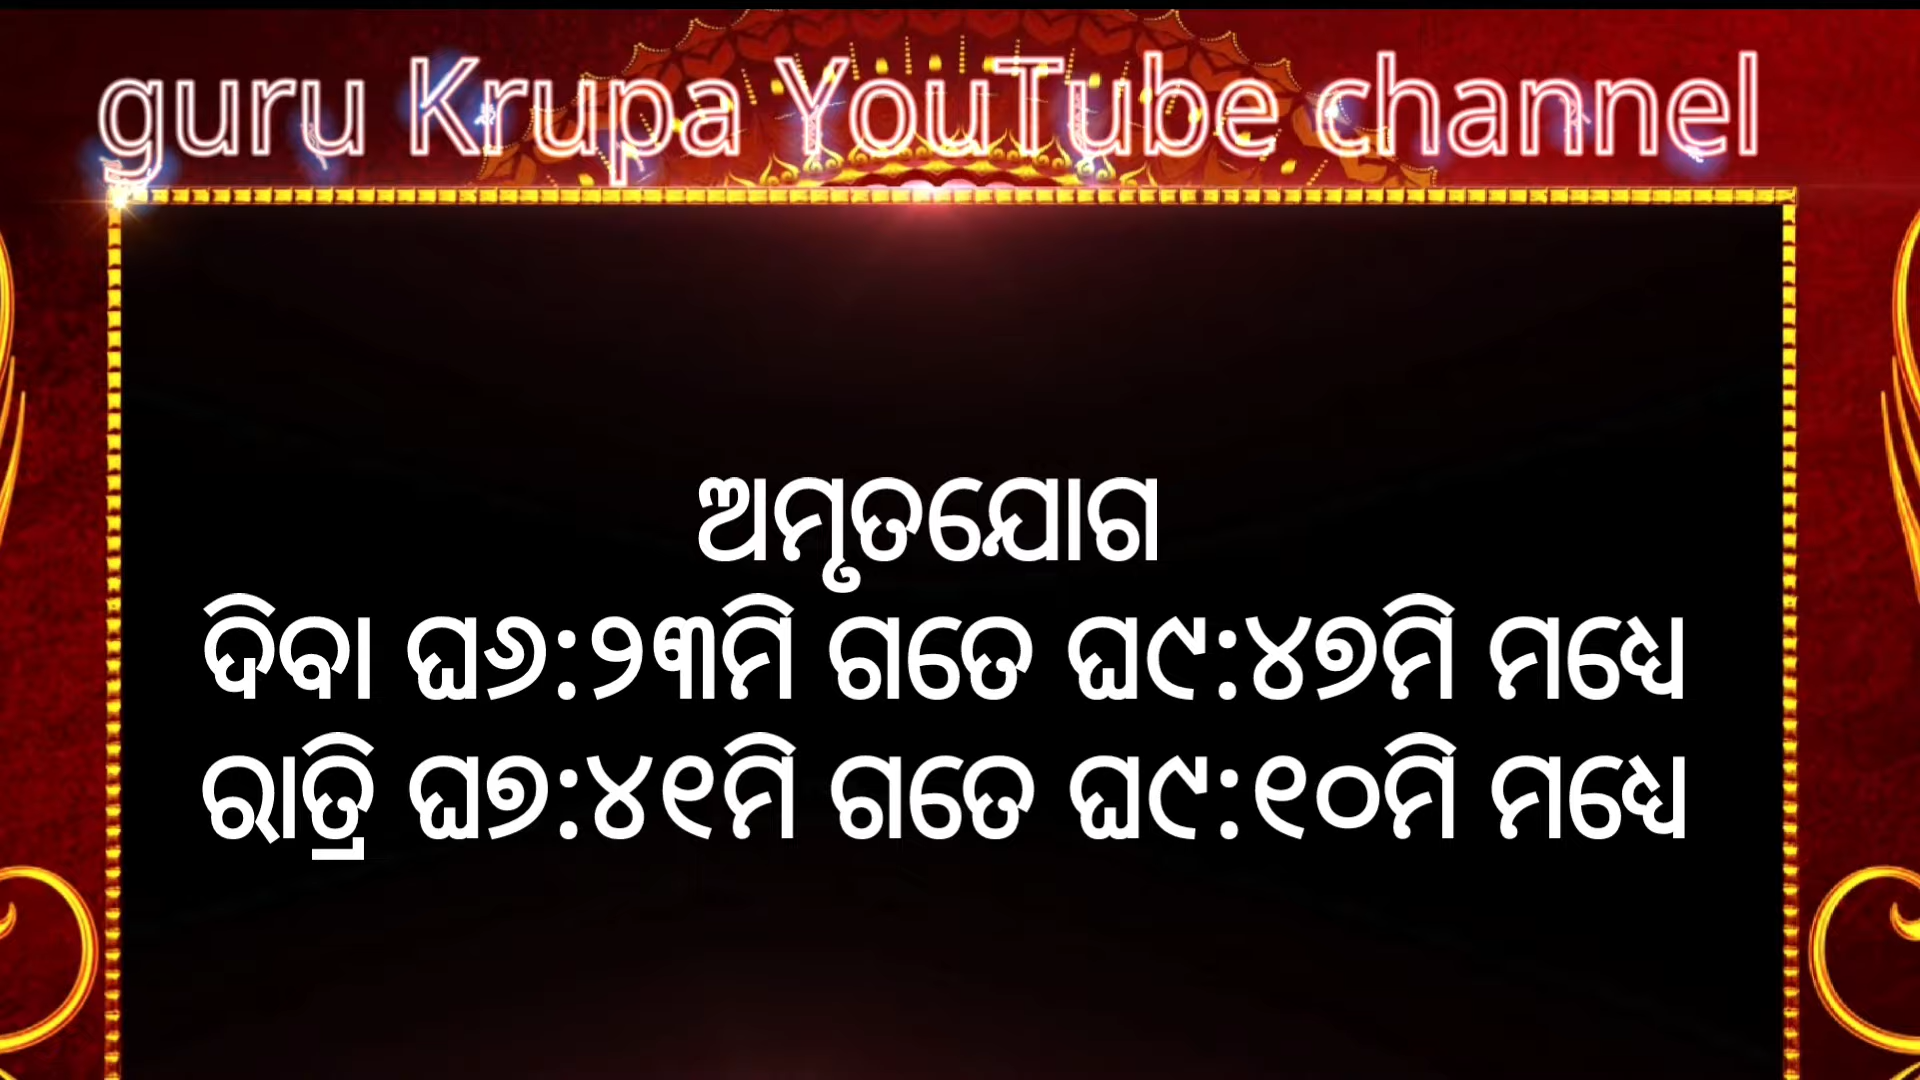 guru Krupa YouTube channel
ଅମୃତଯୋଗ
ଦିବା ଘ୬:୨୩ମି ଗତେ ଘ୯:୪୭ମି ମଧ୍ୟେ
ରାତ୍ରି ଘ୭:୪୧ମି ଗତେ ଘ୯:୧୦ମି ମଧ୍ୟେ